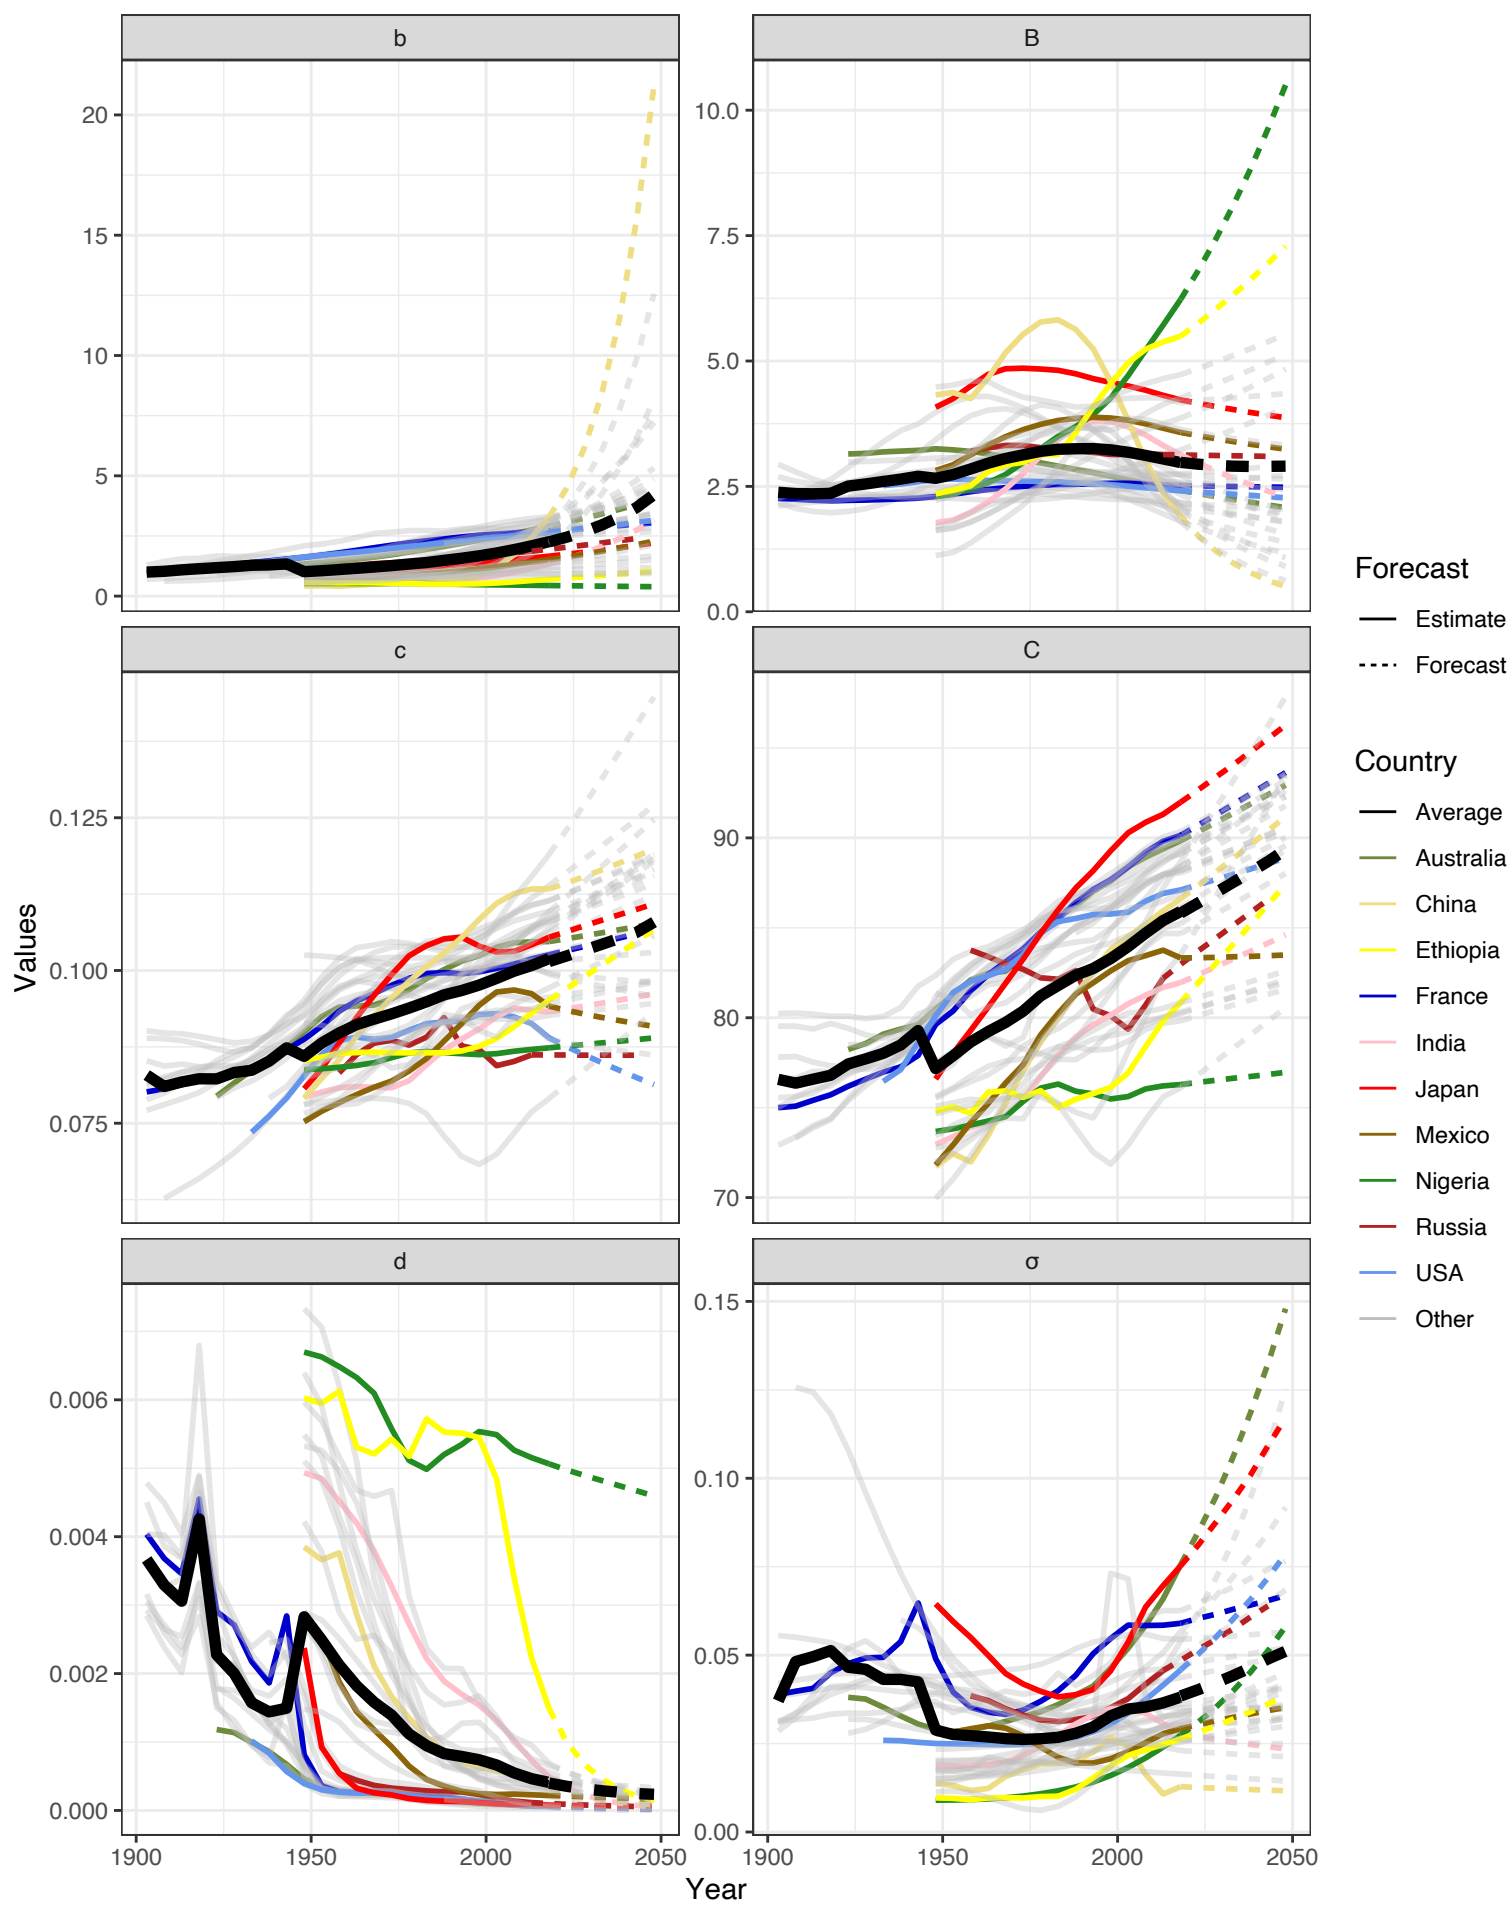 b
B
20
15
10
5
0
10.0
7.5
5.0
2.5
0.0
c
C
0.125
0.100
0.075
90
80
70
d
σ
0.006
0.004
0.002
0.000
0.15
0.10
0.05
0.00
1900
1950
2000
2050
1900
1950
2000
2050
Values
Year
Forecast
Estimate
Forecast
Country
Average
Australia
China
Ethiopia
France
India
Japan
Mexico
Nigeria
Russia
USA
Other